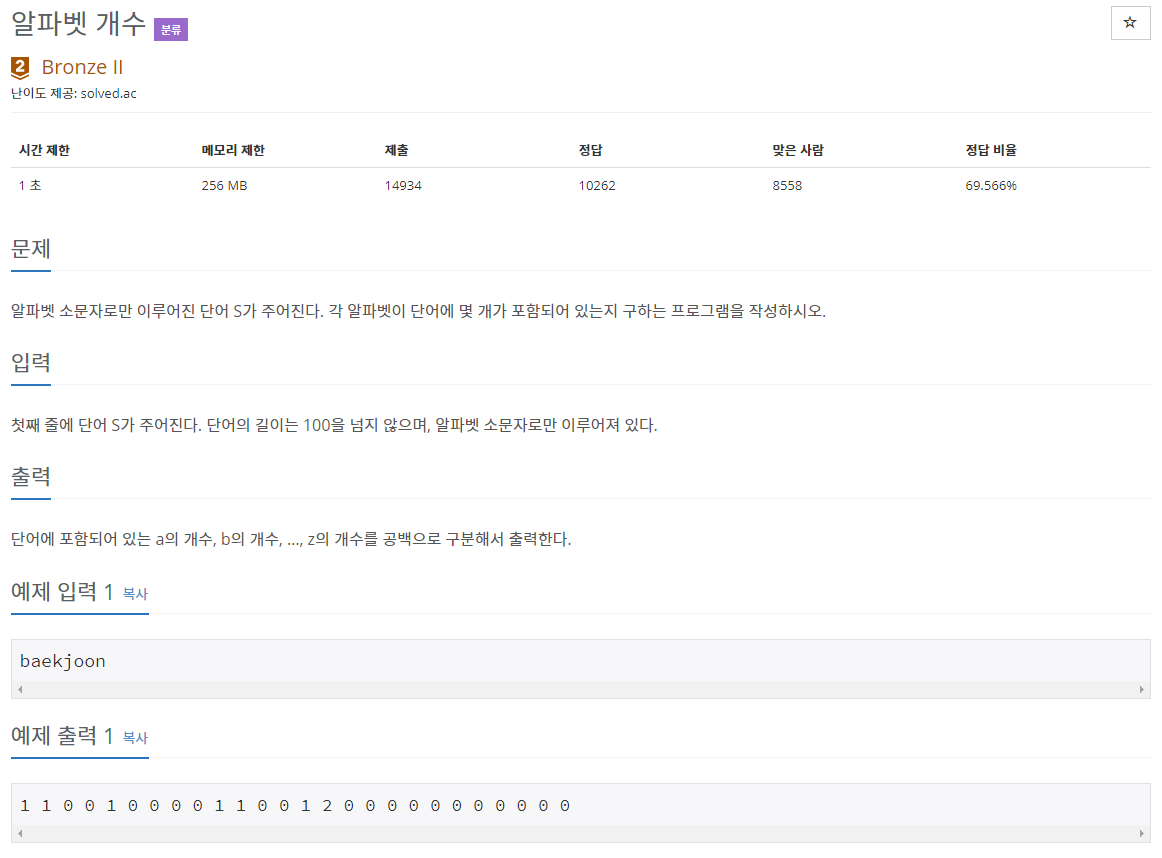 알파벳 개수 분류
☆
2 Bronze II
난이도 제공: solved.ac
시간 제한 메모리 제한 제출 정답 맞은 사람 정답 비율
1 초 256 MB 14934 10262 8558 69.566%
문제
알파벳 소문자로만 이루어진 단어 S가 주어진다. 각 알파벳이 단어에 몇 개가 포함되어 있는지 구하는 프로그램을 작성하시오.
입력
첫째 줄에 단어 S가 주어진다. 단어의 길이는 100을 넘지 않으며, 알파벳 소문자로만 이루어져 있다.
출력
단어에 포함되어 있는 a의 개수, b의 개수, …, z의 개수를 공백으로 구분해서 출력한다.
예제 입력 1 복사
baekjoon
예제 출력 1 복사
1 1 0 0 1 0 0 0 0 1 1 0 0 1 2 0 0 0 0 0 0 0 0 0 0 0